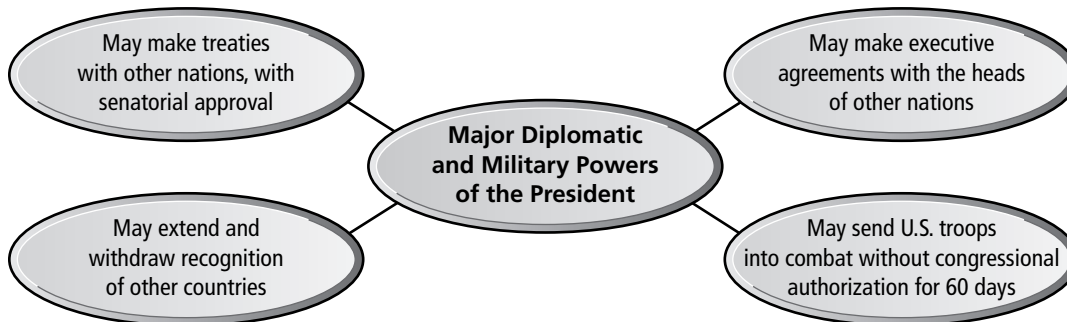 May make treaties
with other nations, with
senatorial approval
May make executive
agreements with the heads
of other nations
Major Diplomatic
and Military Powers
of the President
May extend and
withdraw recognition
of other countries
May send U.S. troops
into combat without congressional
authorization for 60 days